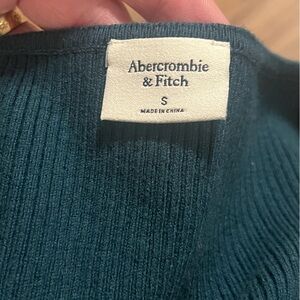 Abercrombie
& Fitch
S
MADE IN CHINA